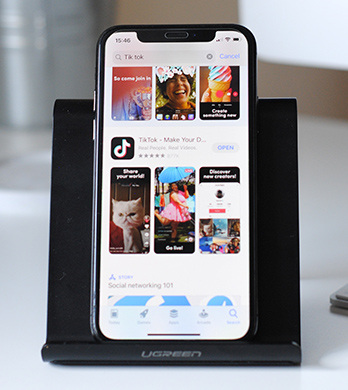 15:46
Tik tok
Cancel
So come join in
Create
something new
TikTok - Make Your D...
Real People. Real Videos.
OPEN
Share
your world!
Go live!
Discover
new creators!
STORY
Social networking 101
Today
Games
Apps
Arcade
Search
UGREEN